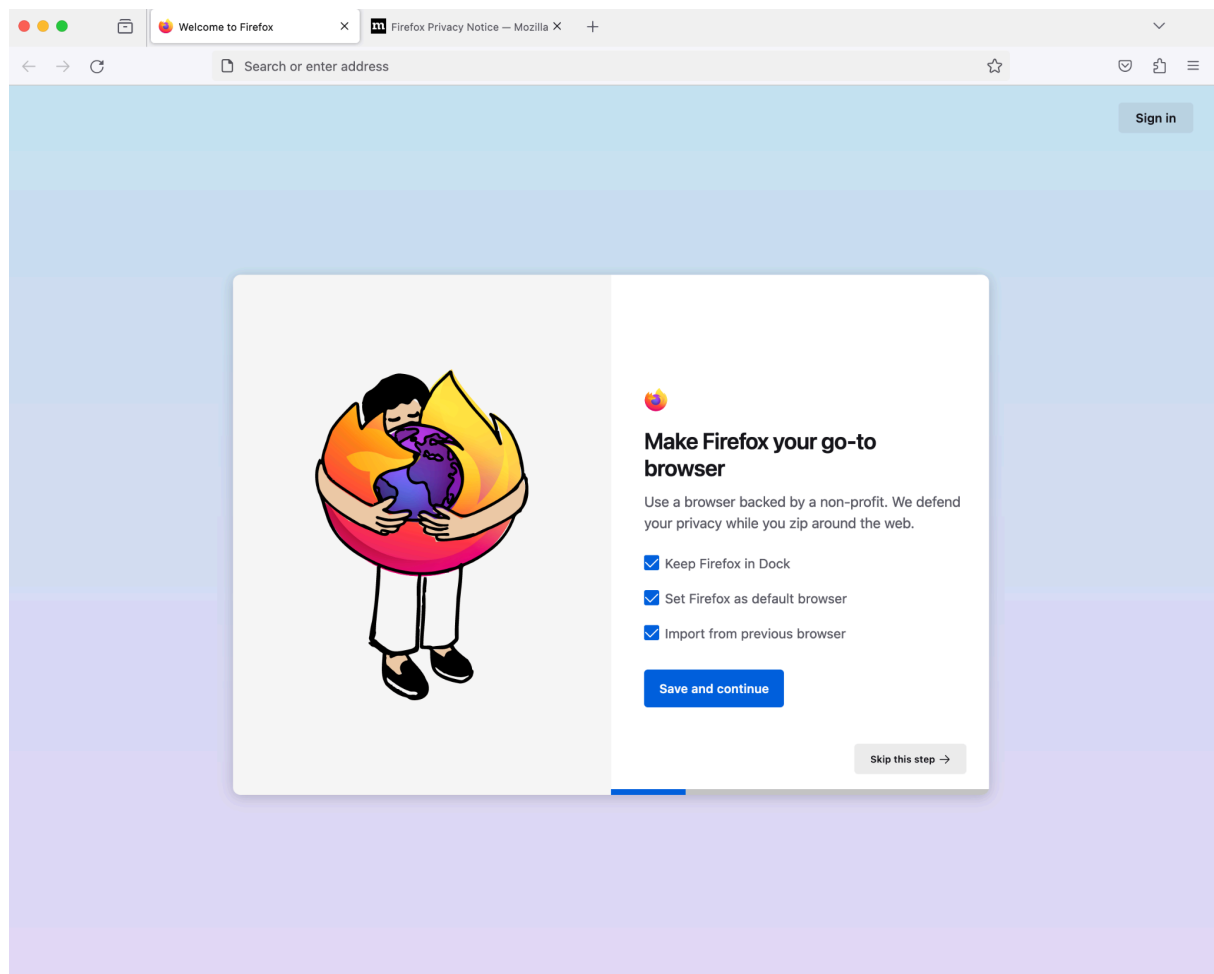 Welcome to Firefox
Firefox Privacy Notice — Mozilla
Search or enter address
Sign in
Make Firefox your go-to
browser
Use a browser backed by a non-profit. We defend
your privacy while you zip around the web.
Keep Firefox in Dock
Set Firefox as default browser
Import from previous browser
Save and continue
Skip this step